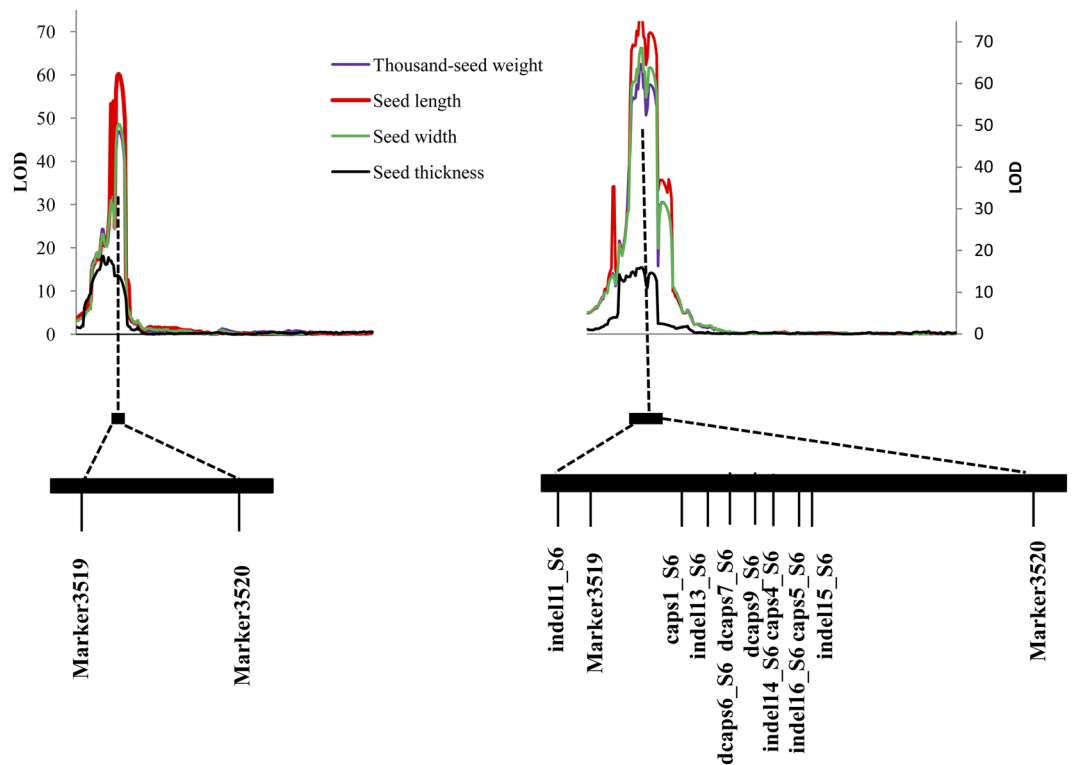 70
60
50
40
30
20
10
0
LOD
Thousand-seed weight
Seed length
Seed width
Seed thickness
70
60
50
40
30
20
10
0
LOD
Marker3519
Marker3520
indel11_S6
Marker3519
caps1_S6
indel13_S6
dcaps6_S6 dcaps7_S6
dcaps9_S6
indel14_S6 caps4_S6
indel16_S6 caps5_S6
indel15_S6
Marker3520